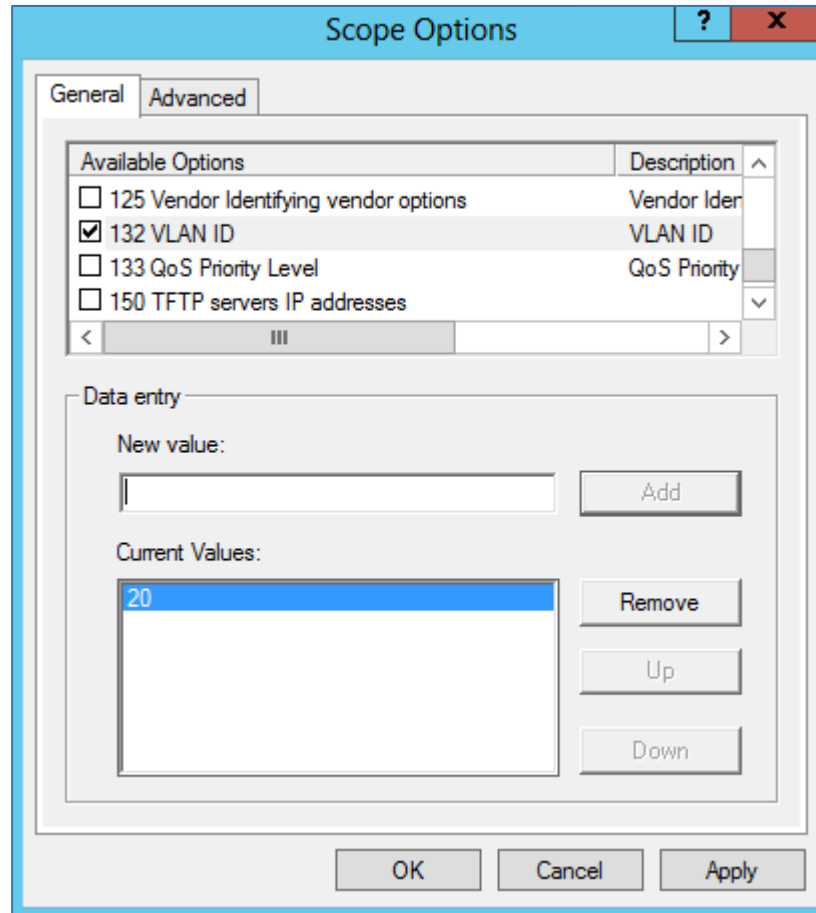 Scope Options
? x
General Advanced
Available Options Description
125 Vendor Identifying vendor options Vendor Iden
132 VLAN ID VLAN ID
133 QoS Priority Level QoS Priority
150 TFTP servers IP addresses
Data entry
New value:
Add
Current Values:
20
Remove
Up
Down
OK Cancel Apply